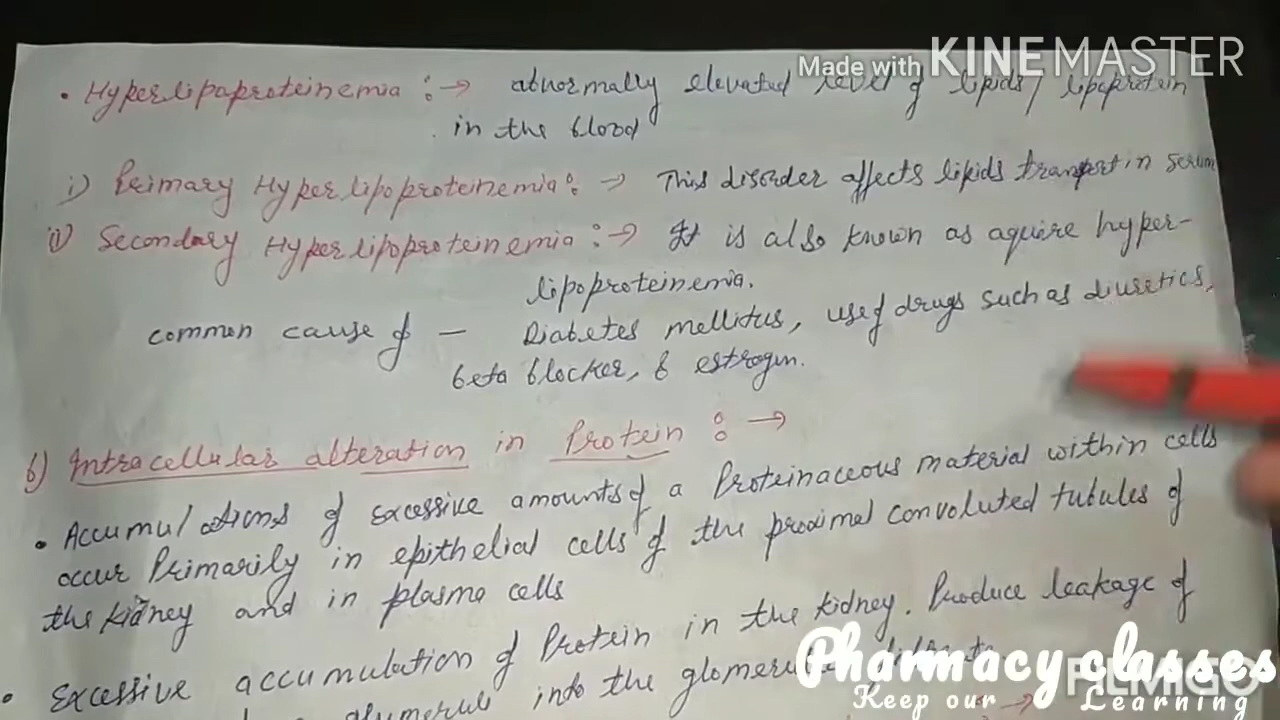 Made with KINEMASTER
• Hyperlipoproteinemia :→ abnormally elevated level of lipids / lipoprotein
in the blood
i) Primary Hyperlipoproteinemia :→ This disorder affects lipids transport in serum
ii) Secondary Hyperlipoproteinemia :→ It is also known as aquire hyper-
lipoproteinemia.
common cause of — Diabetes mellitus, use of drugs such as diuretics,
beta blocker, & estrogen.
6) Intracellular alteration in Protein :→
• Accumulations of excessive amounts of a Proteinaceous material within cells
occur Primarily in epithelial cells of the proximal convoluted tubules of
the kidney and in plasma cells
• Excessive accumulation of Protein in the kidney. Produce leakage of
into the
Pharmacy classes
Keep our Learning
FILMIGO